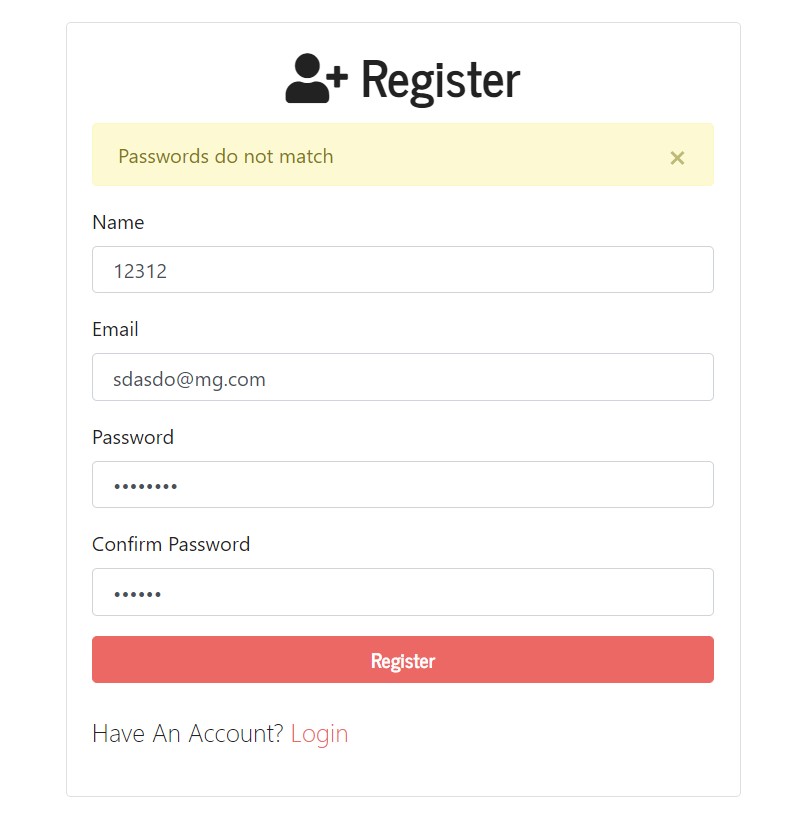 Register
Passwords do not match ×
Name
12312
Email
sdasdo@mg.com
Password
••••••••
Confirm Password
••••••
Register
Have An Account? Login